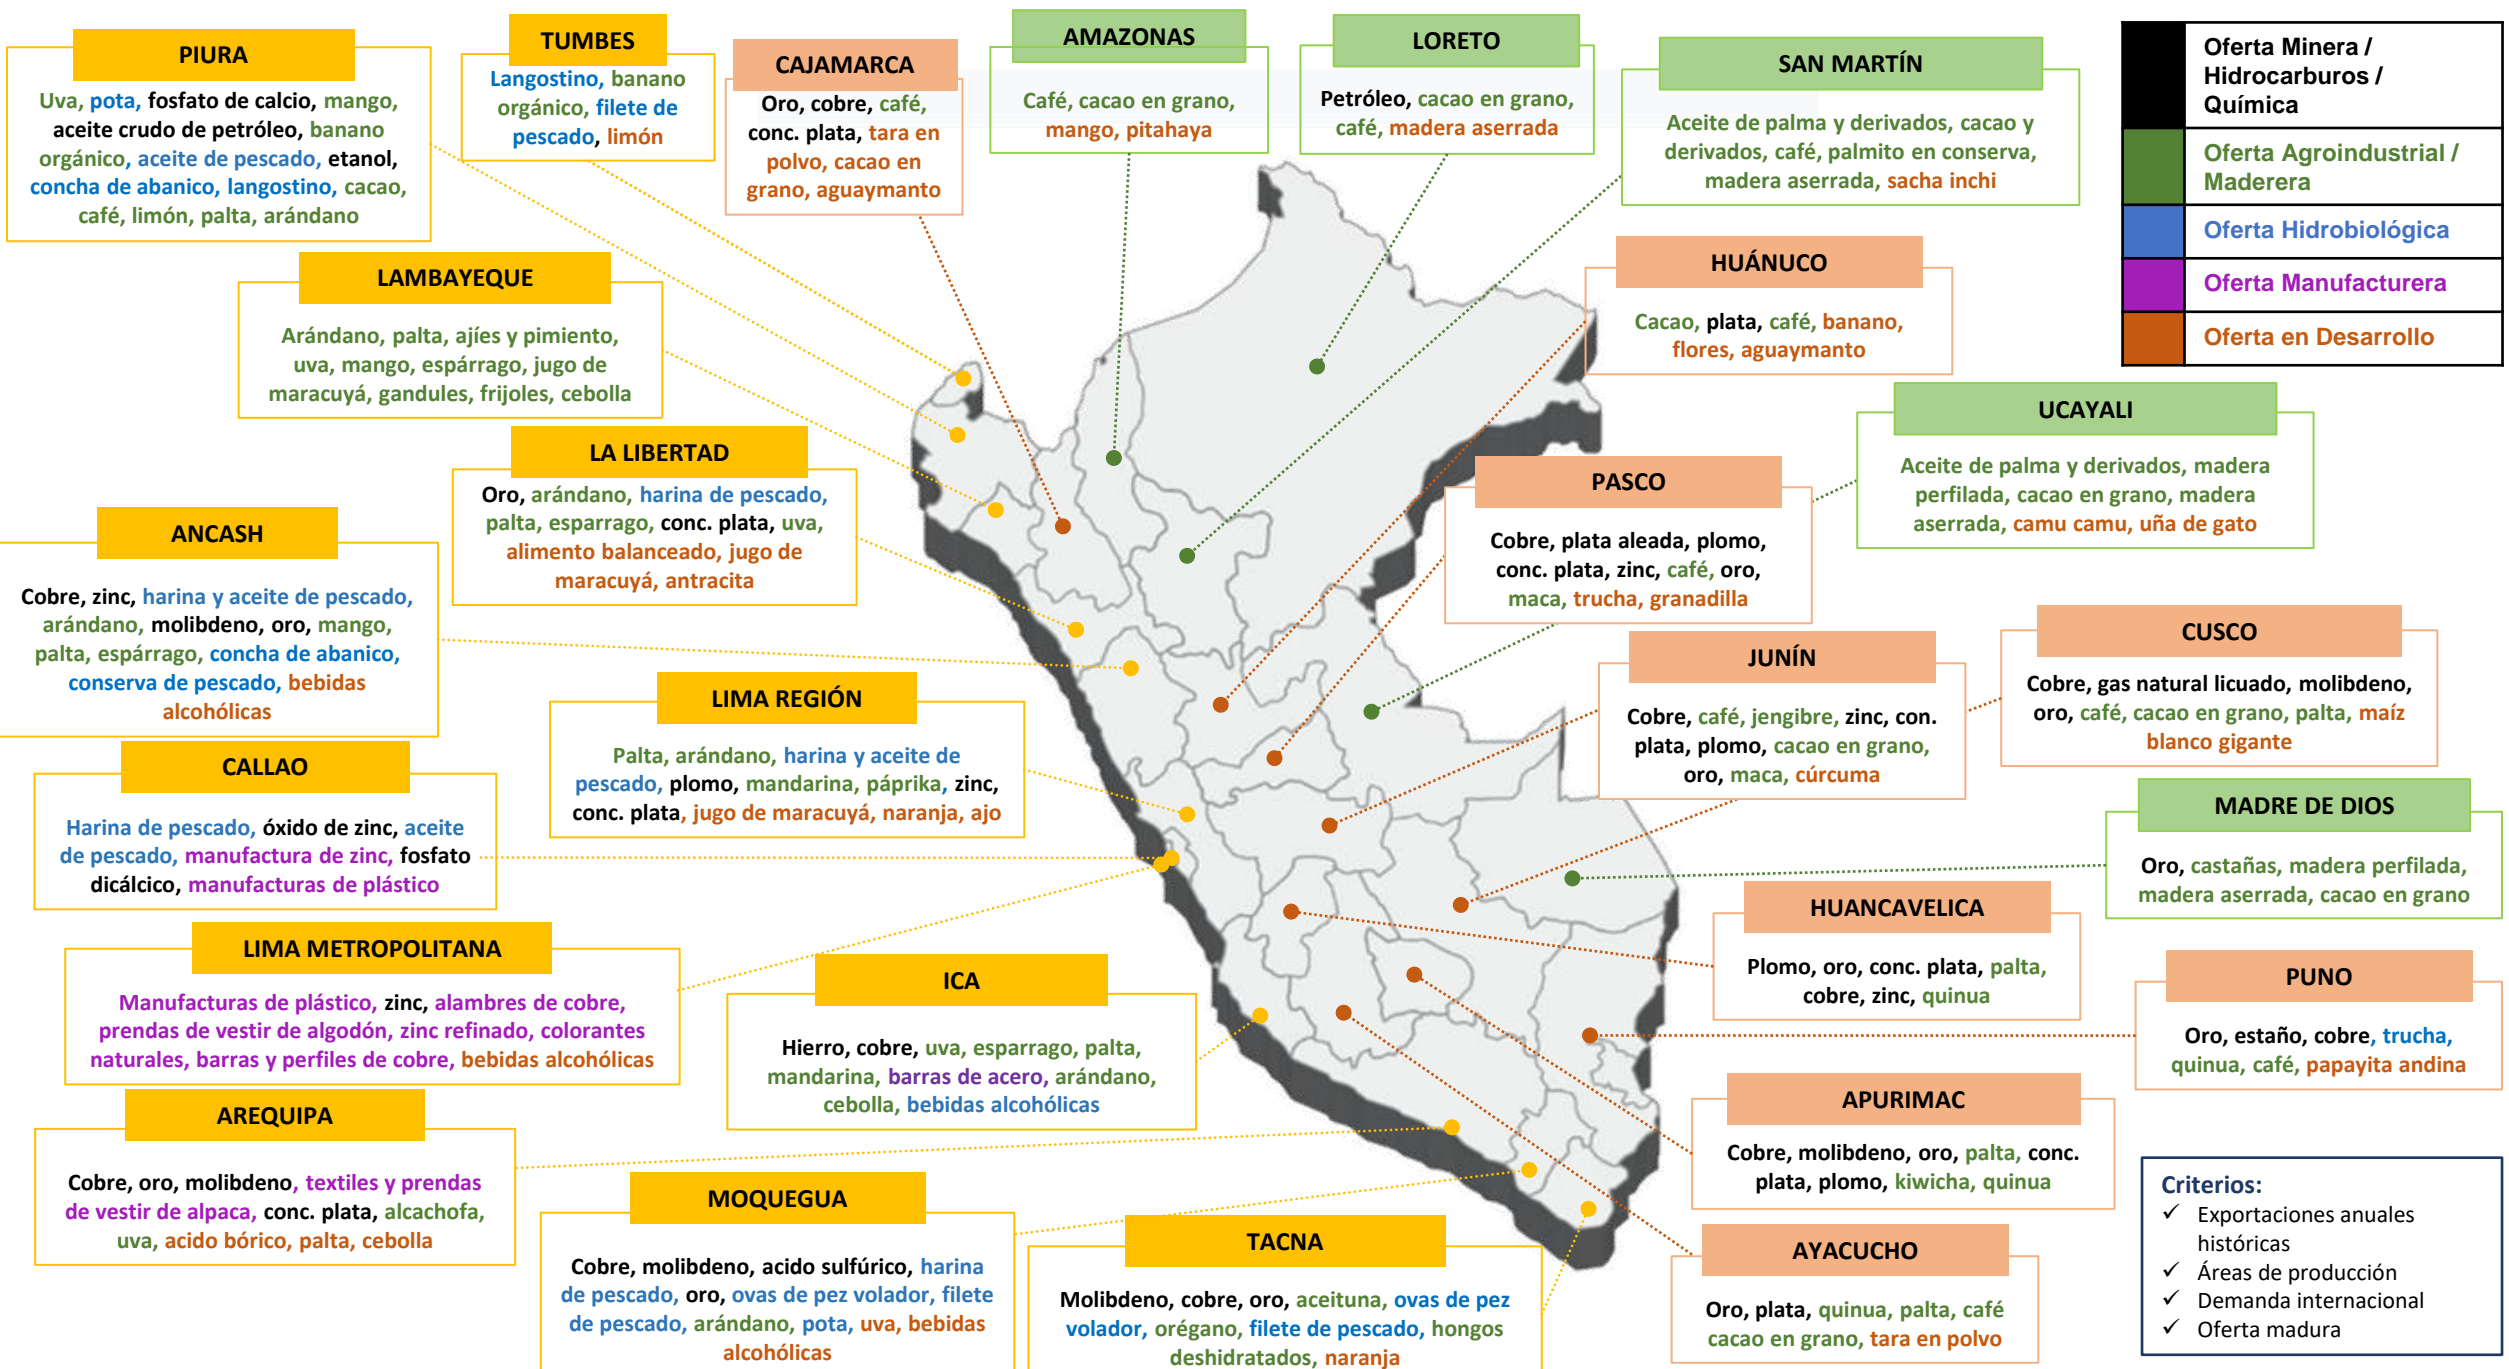 PIURA
Uva, pota, fosfato de calcio, mango,
aceite crudo de petróleo, banano
orgánico, aceite de pescado, etanol,
concha de abanico, langostino, cacao,
café, limón, palta, arándano
TUMBES
Langostino, banano
orgánico, filete de
pescado, limón
CAJAMARCA
Oro, cobre, café,
conc. plata, tara en
polvo, cacao en
grano, aguaymanto
AMAZONAS
Café, cacao en grano,
mango, pitahaya
LORETO
Petróleo, cacao en grano,
café, madera aserrada
SAN MARTÍN
Aceite de palma y derivados, cacao y
derivados, café, palmito en conserva,
madera aserrada, sacha inchi
Oferta Minera /
Hidrocarburos /
Química
Oferta Agroindustrial /
Maderera
Oferta Hidrobiológica
Oferta Manufacturera
Oferta en Desarrollo
LAMBAYEQUE
Arándano, palta, ajíes y pimiento,
uva, mango, espárrago, jugo de
maracuyá, gandules, frijoles, cebolla
HUÁNUCO
Cacao, plata, café, banano,
flores, aguaymanto
UCAYALI
Aceite de palma y derivados, madera
perfilada, cacao en grano, madera
aserrada, camu camu, uña de gato
LA LIBERTAD
Oro, arándano, harina de pescado,
palta, esparrago, conc. plata, uva,
alimento balanceado, jugo de
maracuyá, antracita
PASCO
Cobre, plata aleada, plomo,
conc. plata, zinc, café, oro,
maca, trucha, granadilla
ANCASH
Cobre, zinc, harina y aceite de pescado,
arándano, molibdeno, oro, mango,
palta, espárrago, concha de abanico,
conserva de pescado, bebidas
alcohólicas
CUSCO
Cobre, gas natural licuado, molibdeno,
oro, café, cacao en grano, palta, maíz
blanco gigante
JUNÍN
Cobre, café, jengibre, zinc, con.
plata, plomo, cacao en grano,
oro, maca, cúrcuma
LIMA REGIÓN
Palta, arándano, harina y aceite de
pescado, plomo, mandarina, páprika, zinc,
conc. plata, jugo de maracuyá, naranja, ajo
CALLAO
Harina de pescado, óxido de zinc, aceite
de pescado, manufactura de zinc, fosfato
dicálcico, manufacturas de plástico
MADRE DE DIOS
Oro, castañas, madera perfilada,
madera aserrada, cacao en grano
HUANCAVELICA
Plomo, oro, conc. plata, palta,
cobre, zinc, quinua
LIMA METROPOLITANA
Manufacturas de plástico, zinc, alambres de cobre,
prendas de vestir de algodón, zinc refinado, colorantes
naturales, barras y perfiles de cobre, bebidas alcohólicas
ICA
Hierro, cobre, uva, esparrago, palta,
mandarina, barras de acero, arándano,
cebolla, bebidas alcohólicas
PUNO
Oro, estaño, cobre, trucha,
quinua, café, papayita andina
APURIMAC
Cobre, molibdeno, oro, palta, conc.
plata, plomo, kiwicha, quinua
AREQUIPA
Cobre, oro, molibdeno, textiles y prendas
de vestir de alpaca, conc. plata, alcachofa,
uva, acido bórico, palta, cebolla
MOQUEGUA
Cobre, molibdeno, acido sulfúrico, harina
de pescado, oro, ovas de pez volador, filete
de pescado, arándano, pota, uva, bebidas
alcohólicas
TACNA
Molibdeno, cobre, oro, aceituna, ovas de pez
volador, orégano, filete de pescado, hongos
deshidratados, naranja
AYACUCHO
Oro, plata, quinua, palta, café
cacao en grano, tara en polvo
Criterios:
✓ Exportaciones anuales
históricas
✓ Áreas de producción
✓ Demanda internacional
✓ Oferta madura